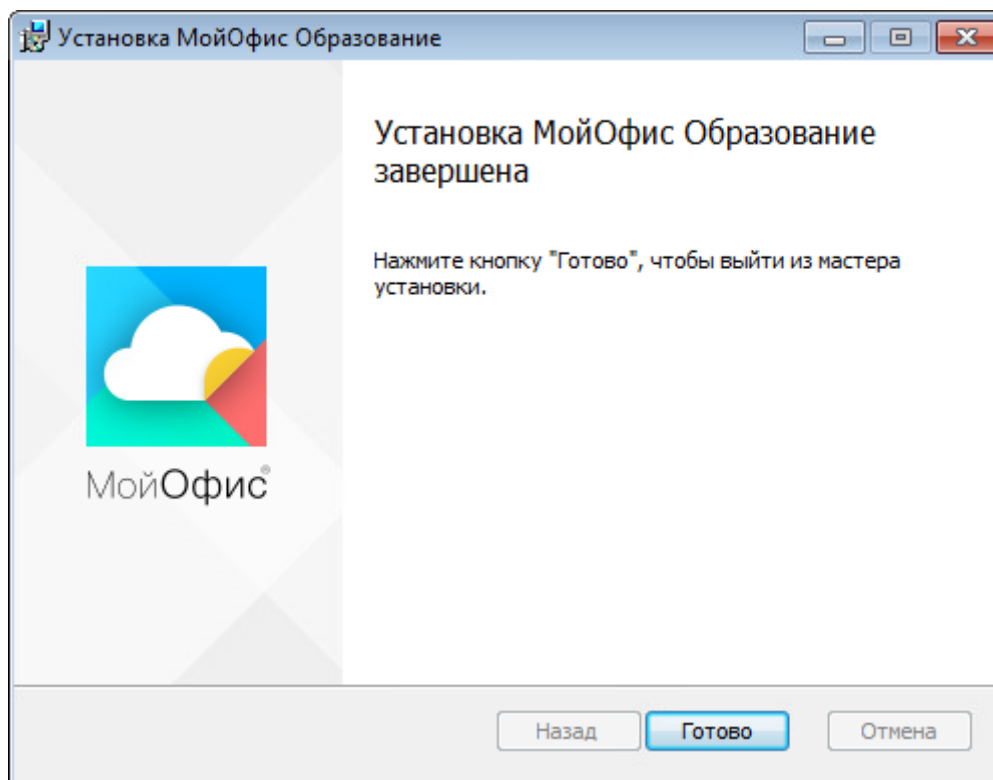 Установка МойОфис Образование
Установка МойОфис Образование
завершена
Нажмите кнопку "Готово", чтобы выйти из мастера
установки.
МойОфис®
Назад
Готово
Отмена